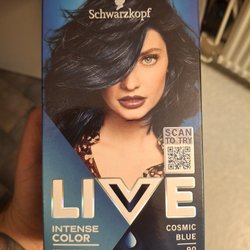 Schwarzkopf
SCAN
TO TRY
LIVE
INTENSE
COLOR
COSMIC
BLUE